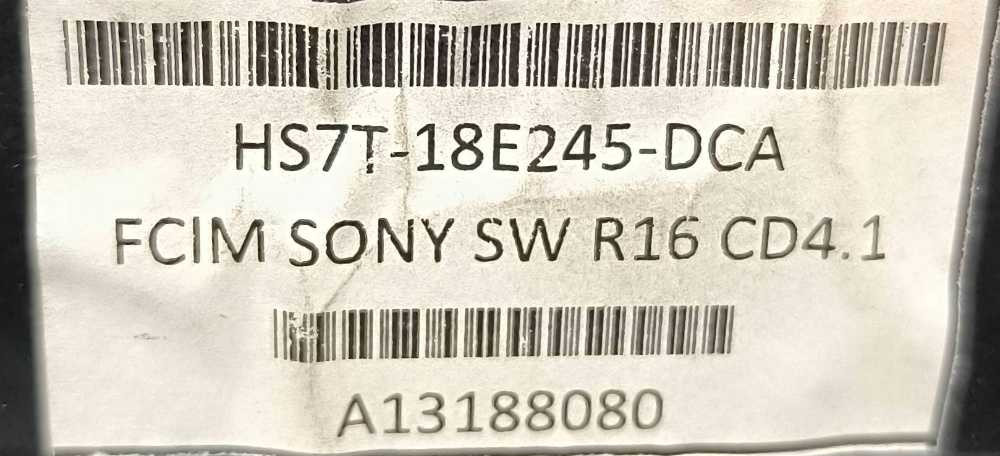 HS7T-18E245-DCA
FCIM SONY SW R16 CD4.1
A13188080